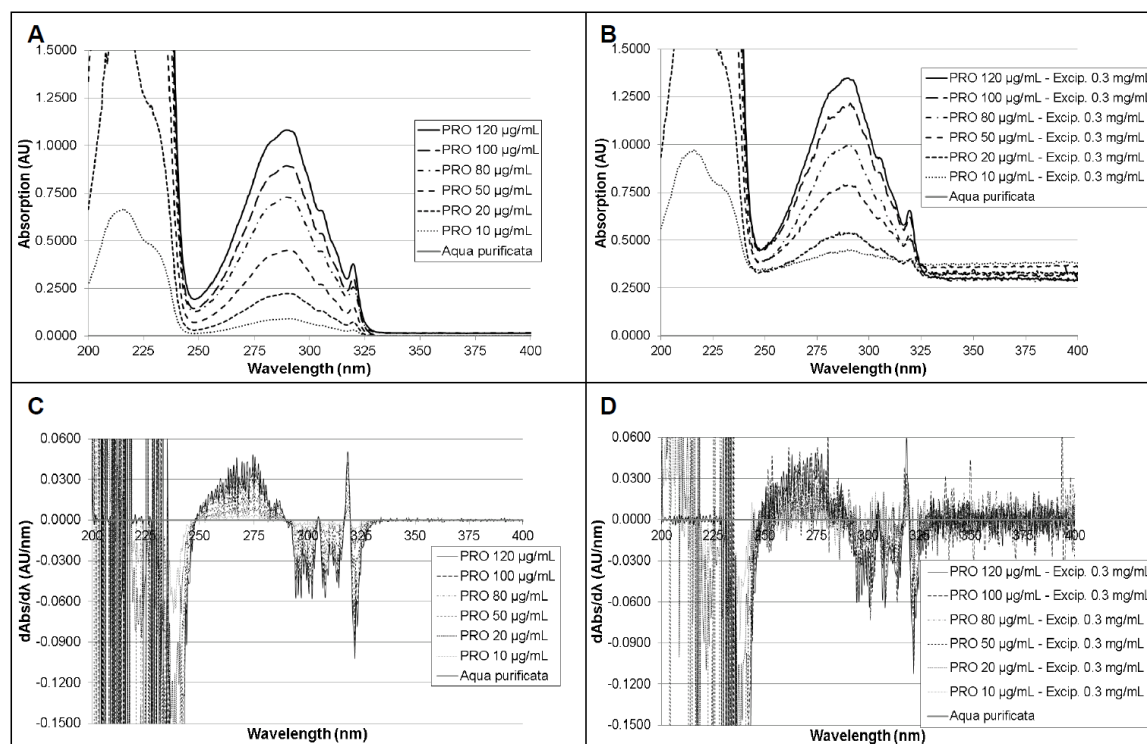 A
1.5000
1.2500
1.0000
0.7500
0.5000
0.2500
0.0000
Absorption (AU)
200 225 250 275 300 325 350 375 400
Wavelength (nm)
PRO 120 µg/mL
PRO 100 µg/mL
PRO 80 µg/mL
PRO 50 µg/mL
PRO 20 µg/mL
PRO 10 µg/mL
Aqua purificata
B
1.5000
1.2500
1.0000
0.7500
0.5000
0.2500
0.0000
Absorption (AU)
200 225 250 275 300 325 350 375 400
Wavelength (nm)
PRO 120 µg/mL - Excip. 0.3 mg/mL
PRO 100 µg/mL - Excip. 0.3 mg/mL
PRO 80 µg/mL - Excip. 0.3 mg/mL
PRO 50 µg/mL - Excip. 0.3 mg/mL
PRO 20 µg/mL - Excip. 0.3 mg/mL
PRO 10 µg/mL - Excip. 0.3 mg/mL
Aqua purificata
C
0.0600
0.0300
0.0000
-0.0300
-0.0600
-0.0900
-0.1200
-0.1500
dAbs/dλ (AU/nm)
200 225 250 275 300 325 350 375 400
Wavelength (nm)
PRO 120 µg/mL
PRO 100 µg/mL
PRO 80 µg/mL
PRO 50 µg/mL
PRO 20 µg/mL
PRO 10 µg/mL
Aqua purificata
D
0.0600
0.0300
0.0000
-0.0300
-0.0600
-0.0900
-0.1200
-0.1500
dAbs/dλ (AU/nm)
200 225 250 275 300 325 350 375 400
Wavelength (nm)
PRO 120 µg/mL - Excip. 0.3 mg/mL
PRO 100 µg/mL - Excip. 0.3 mg/mL
PRO 80 µg/mL - Excip. 0.3 mg/mL
PRO 50 µg/mL - Excip. 0.3 mg/mL
PRO 20 µg/mL - Excip. 0.3 mg/mL
PRO 10 µg/mL - Excip. 0.3 mg/mL
Aqua purificata